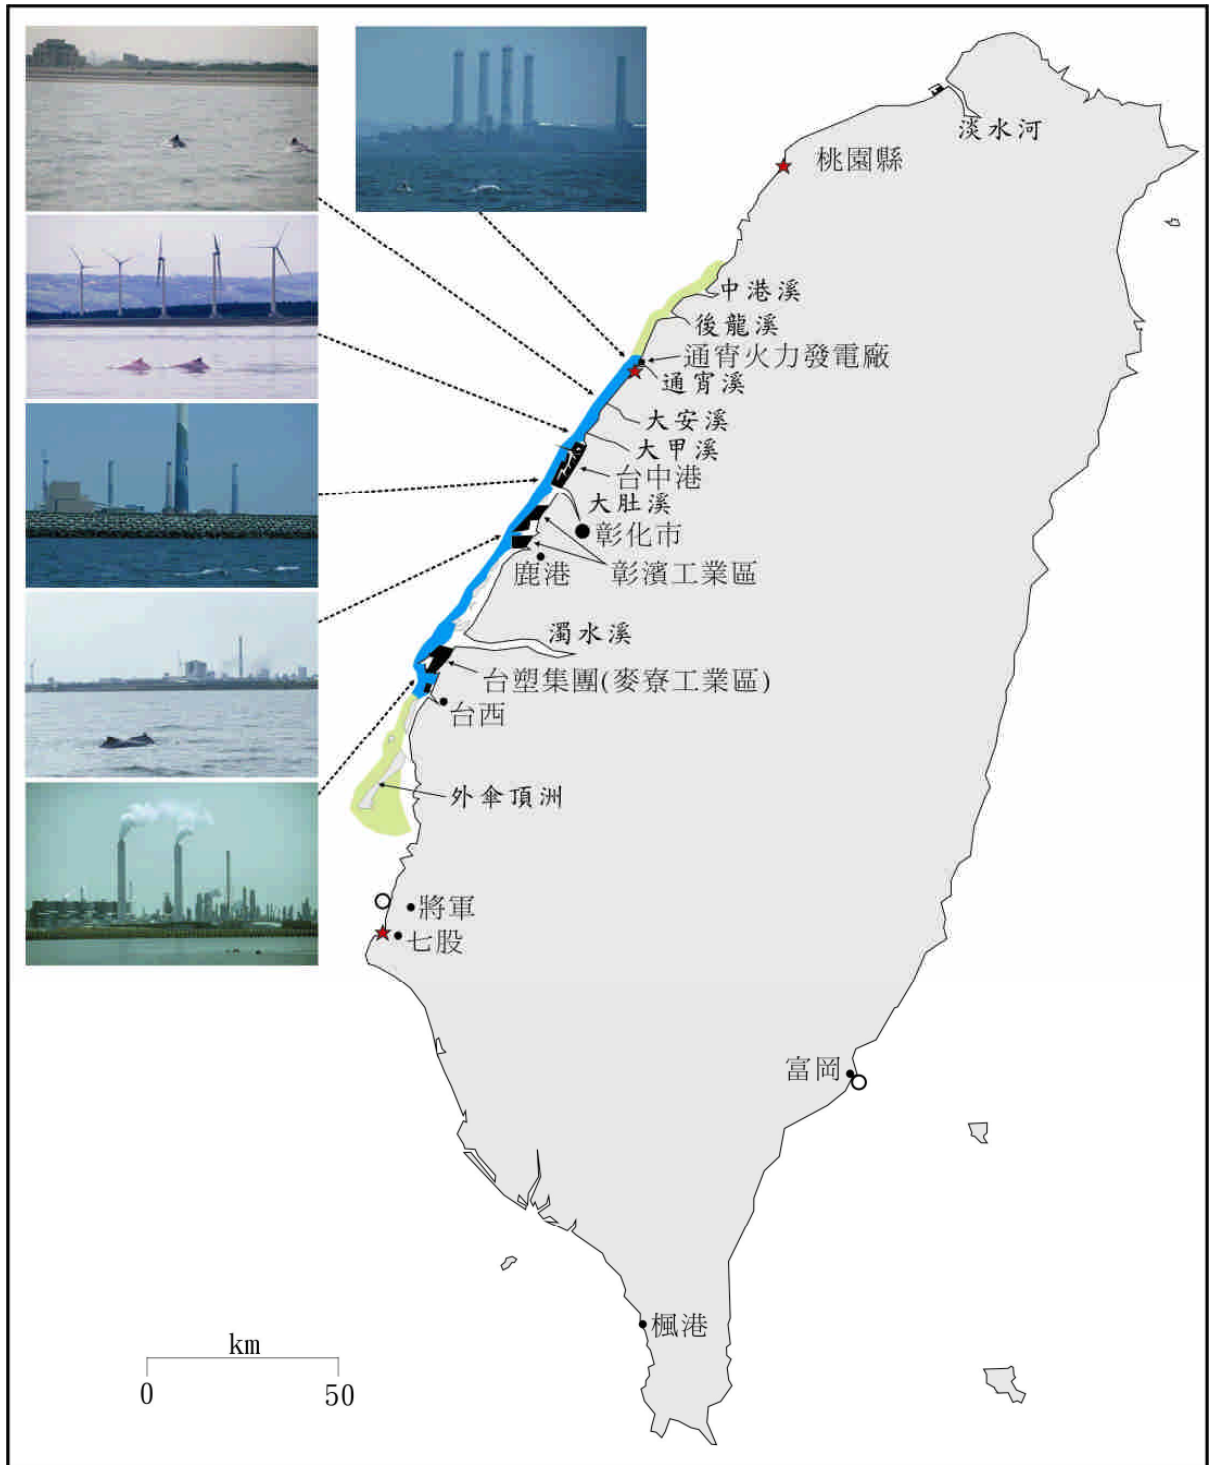 淡水河
桃園縣
中港溪
後龍溪
通宵火力發電廠
通宵溪
大安溪
大甲溪
台中港
大肚溪
彰化市
鹿港
彰濱工業區
濁水溪
台塑集團(麥寮工業區)
台西
外傘頂洲
將軍
七股
富岡
楓港
km
0 50